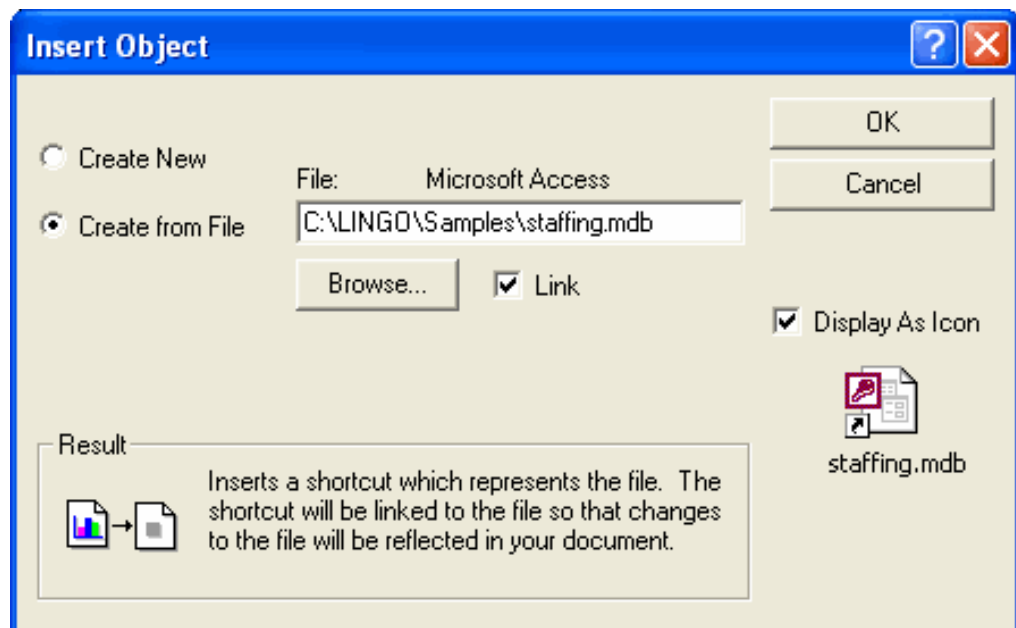 Insert Object
OK
Create New
File: Microsoft Access
Cancel
Create from File
C:\LINGO\Samples\staffing.mdb
Browse...
Link
Display As Icon
staffing.mdb
Result
Inserts a shortcut which represents the file. The
shortcut will be linked to the file so that changes
to the file will be reflected in your document.